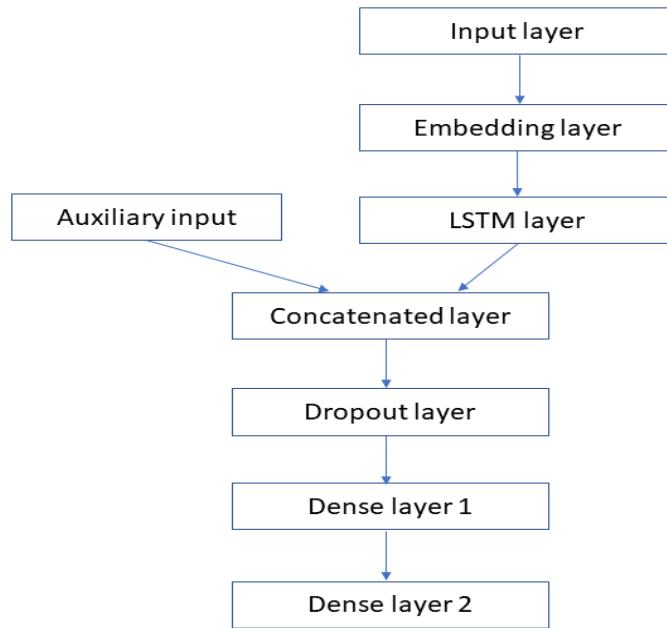 Input layer
Embedding layer
Auxiliary input
LSTM layer
Concatenated layer
Dropout layer
Dense layer 1
Dense layer 2